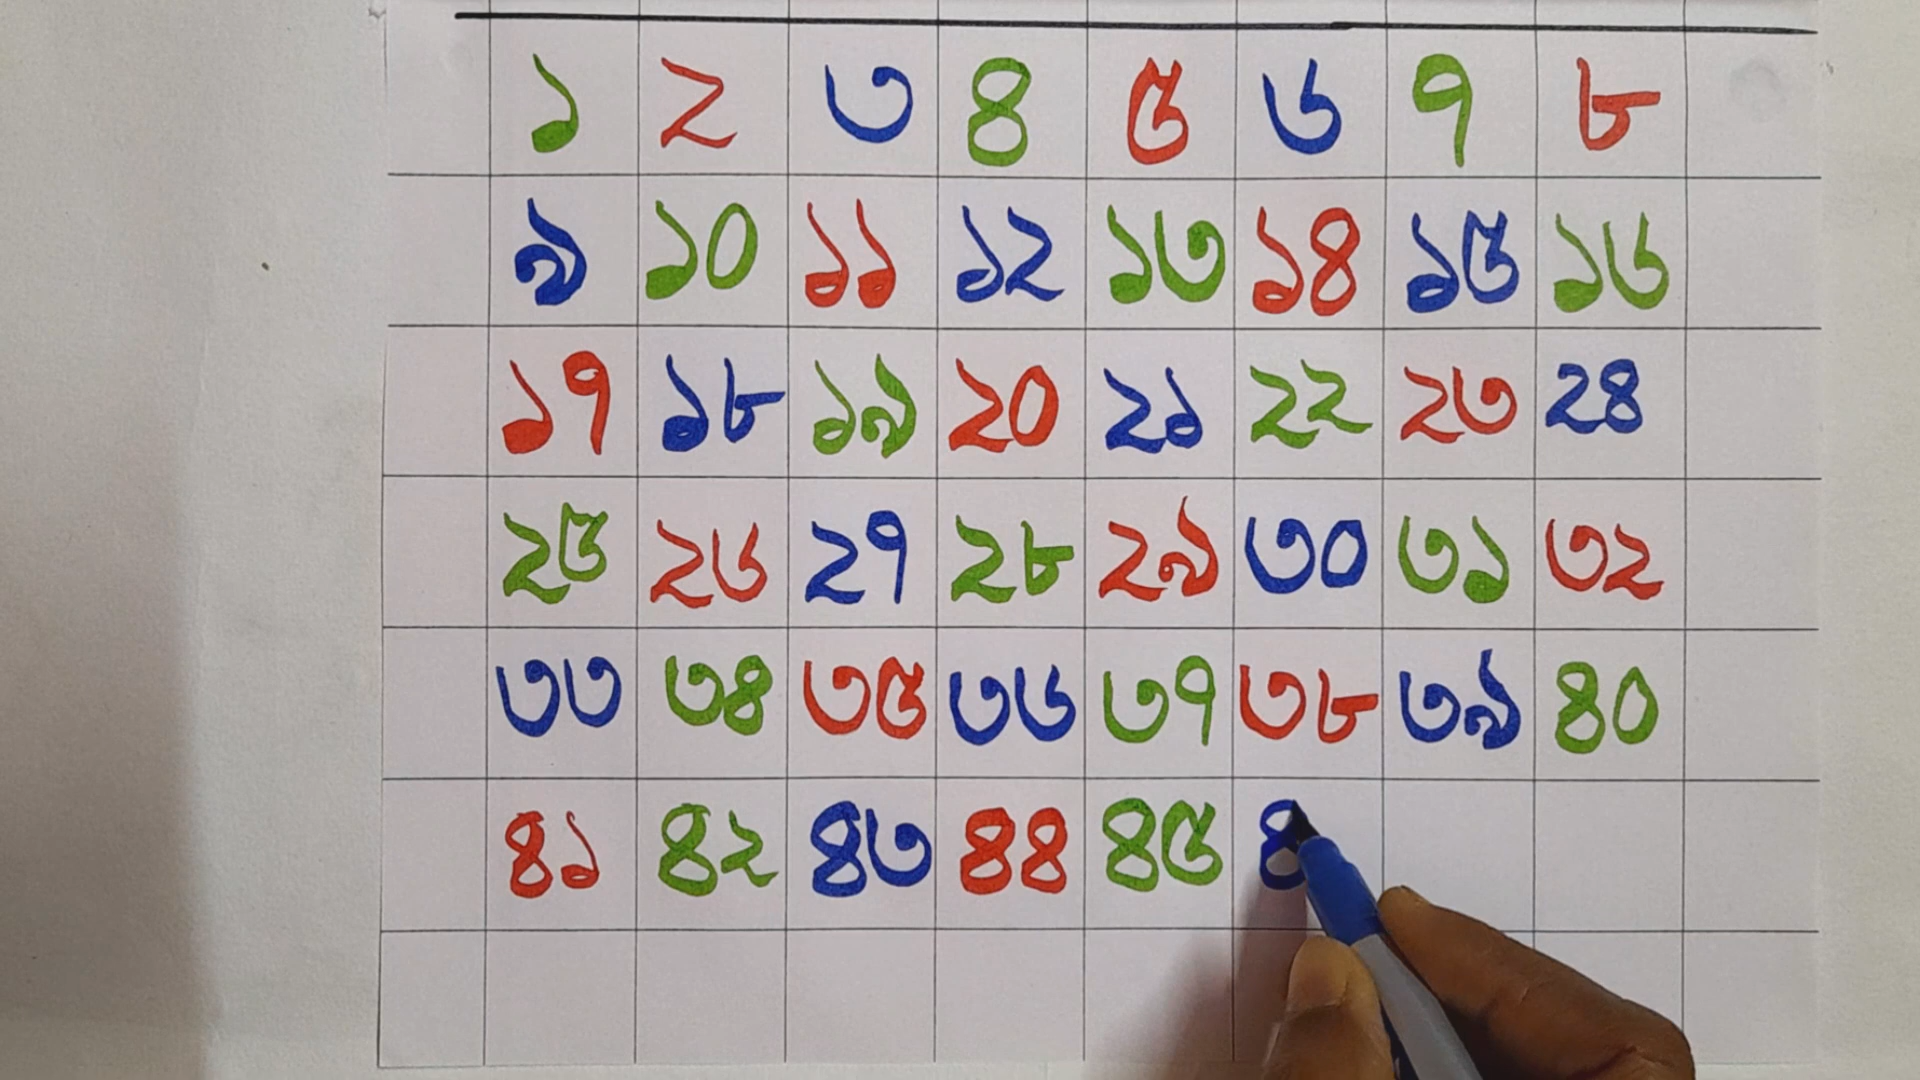 ১ ২ ৩ ৪ ৫ ৬ ৭ ৮
৯ ১০ ১১ ১২ ১৩ ১৪ ১৫ ১৬
১৭ ১৮ ১৯ ২০ ২১ ২২ ২৩ ২৪
২৫ ২৬ ২৭ ২৮ ২৯ ৩০ ৩১ ৩২
৩৩ ৩৪ ৩৫ ৩৬ ৩৭ ৩৮ ৩৯ ৪০
৪১ ৪২ ৪৩ ৪৪ ৪৫ ৪